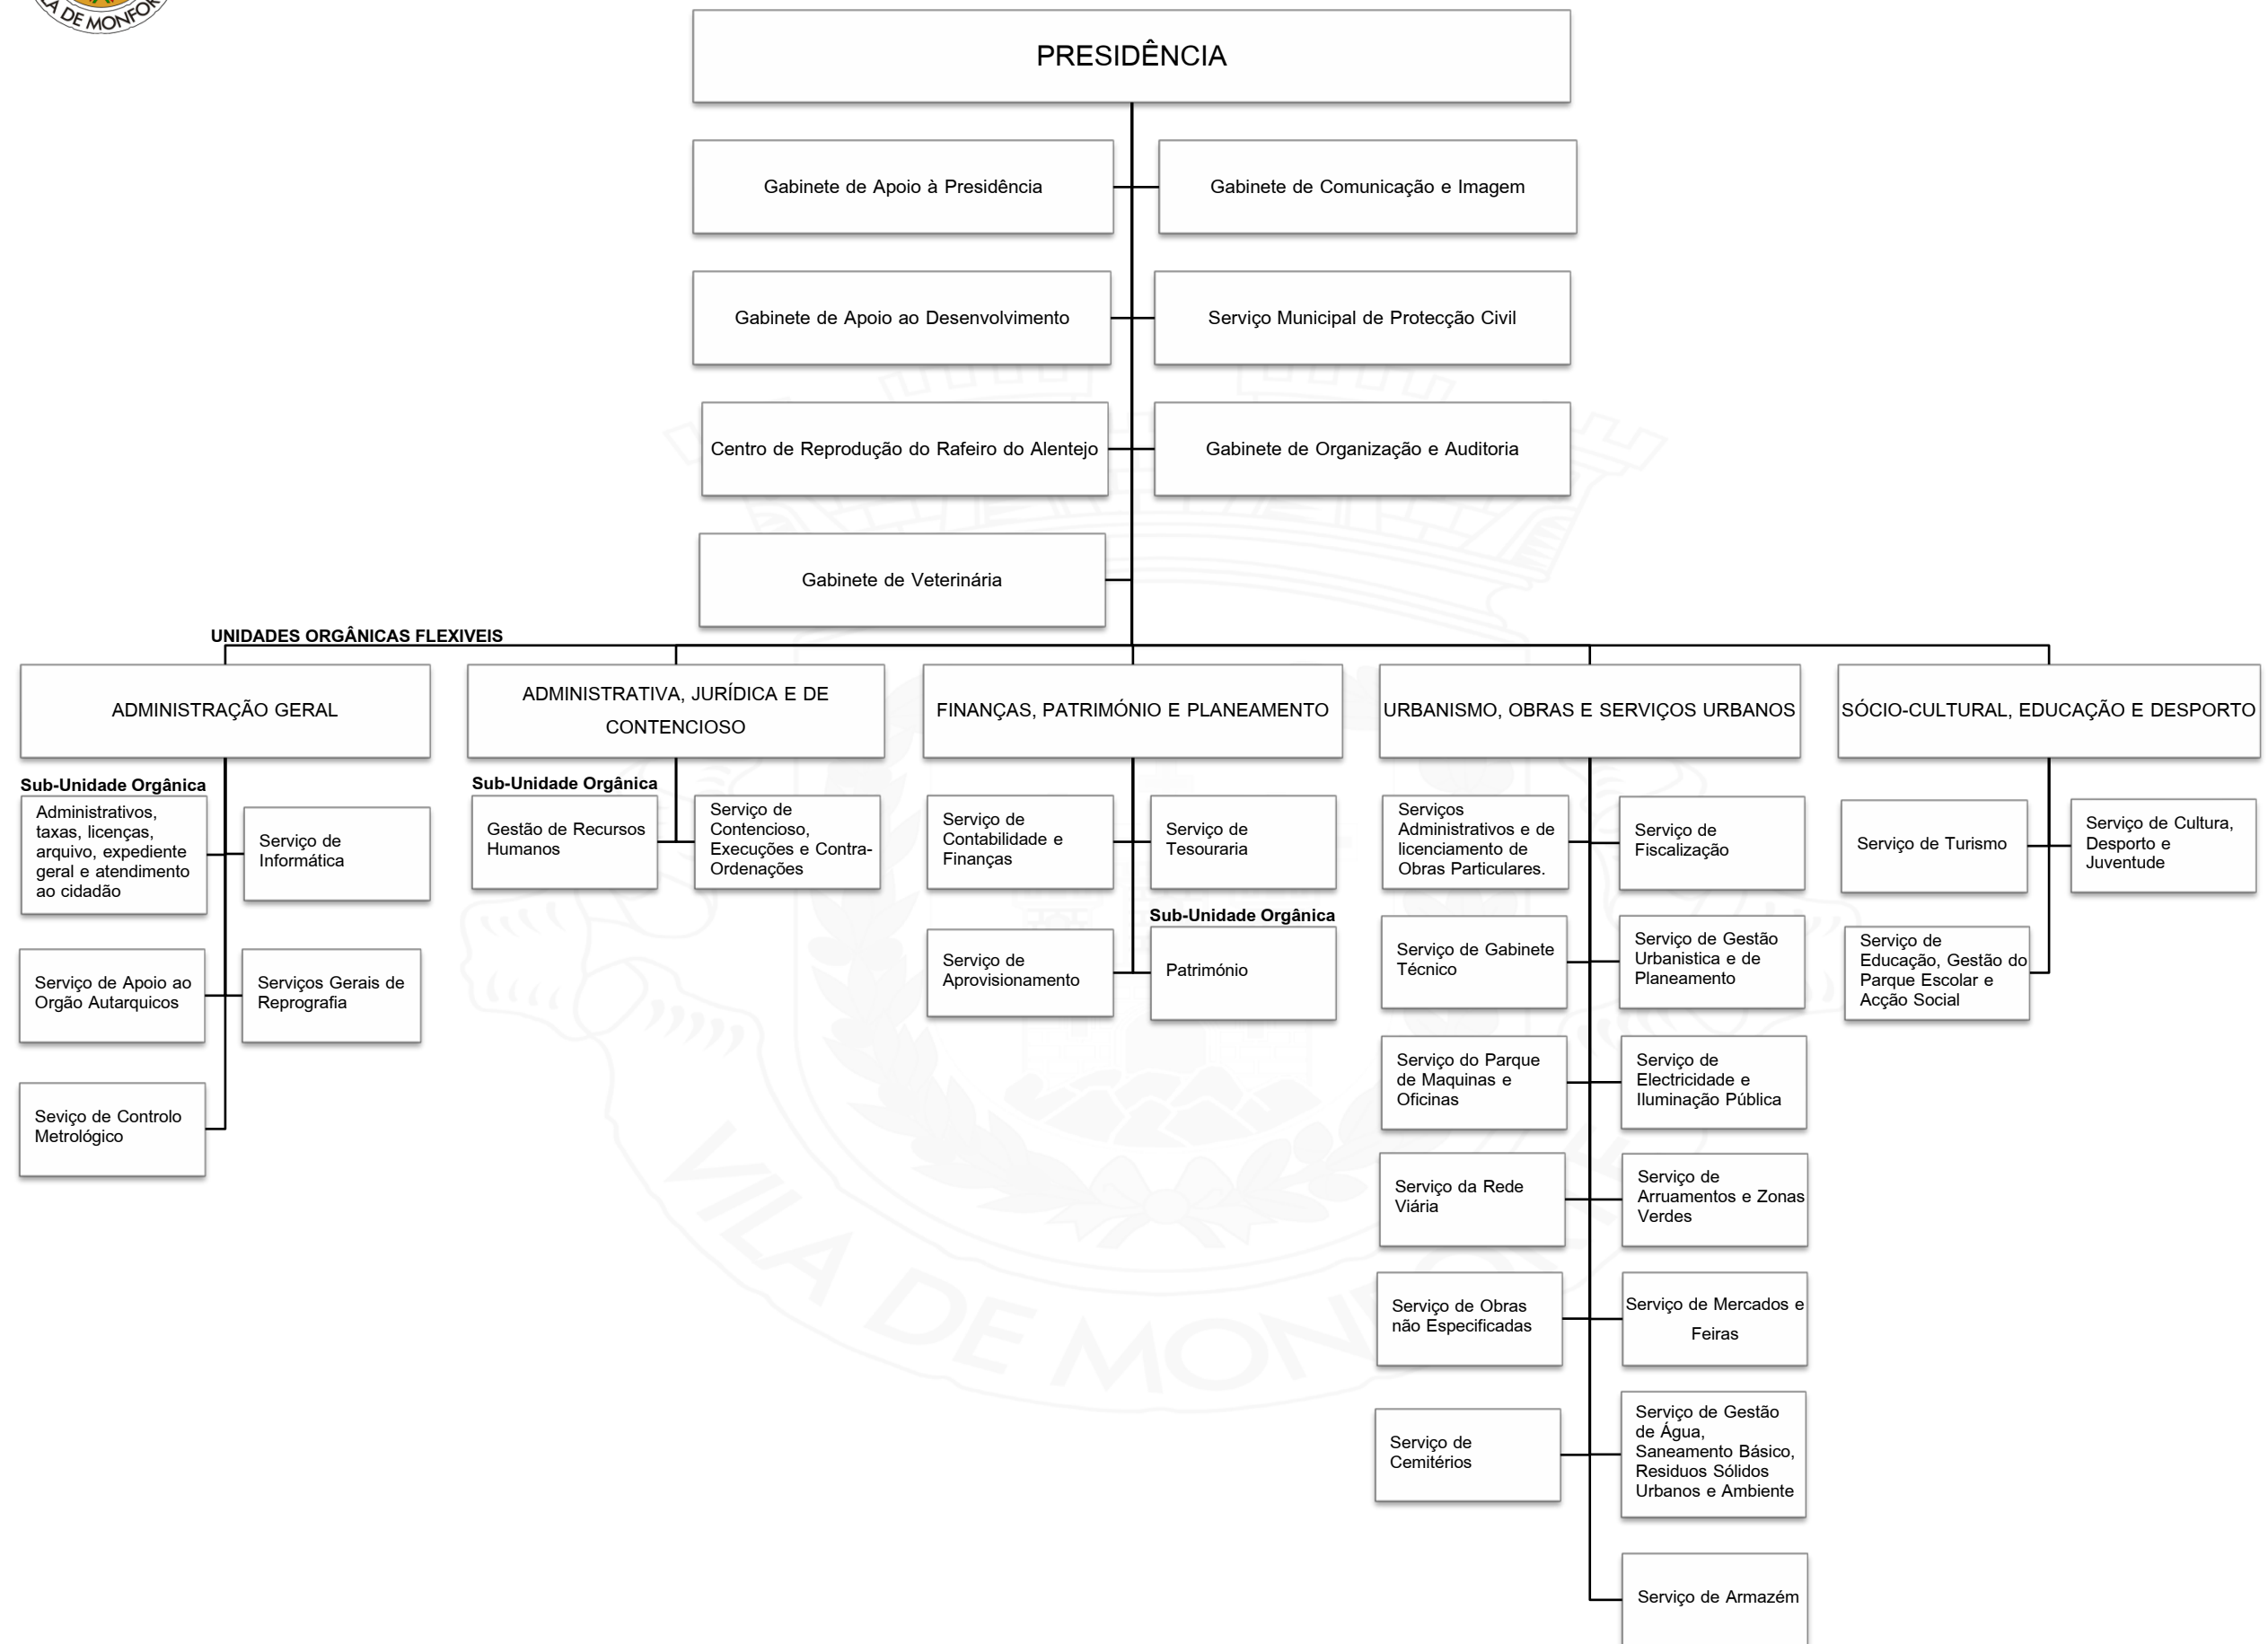 LA DE MONFOR
PRESIDÊNCIA
Gabinete de Apoio à Presidência
Gabinete de Comunicação e Imagem
Gabinete de Apoio ao Desenvolvimento
Serviço Municipal de Protecção Civil
Centro de Reprodução do Rafeiro do Alentejo
Gabinete de Organização e Auditoria
Gabinete de Veterinária
UNIDADES ORGÂNICAS FLEXIVEIS
ADMINISTRAÇÃO GERAL
ADMINISTRATIVA, JURÍDICA E DE
CONTENCIOSO
FINANÇAS, PATRIMÓNIO E PLANEAMENTO
URBANISMO, OBRAS E SERVIÇOS URBANOS
SÓCIO-CULTURAL, EDUCAÇÃO E DESPORTO
Sub-Unidade Orgânica
Administrativos,
taxas, licenças,
arquivo, expediente
geral e atendimento
ao cidadão
Serviço de
Informática
Serviço de Apoio ao
Orgão Autarquicos
Serviços Gerais de
Reprografia
Seviço de Controlo
Metrológico
Sub-Unidade Orgânica
Gestão de Recursos
Humanos
Serviço de
Contencioso,
Execuções e Contra-
Ordenações
Serviço de
Contabilidade e
Finanças
Serviço de
Tesouraria
Serviço de
Aprovisionamento
Sub-Unidade Orgânica
Património
Serviços
Administrativos e de
licenciamento de
Obras Particulares.
Serviço de
Fiscalização
Serviço de Gabinete
Técnico
Serviço de Gestão
Urbanistica e de
Planeamento
Serviço do Parque
de Maquinas e
Oficinas
Serviço de
Electricidade e
Iluminação Pública
Serviço da Rede
Viária
Serviço de
Arruamentos e Zonas
Verdes
Serviço de Obras
não Especificadas
Serviço de Mercados e
Feiras
Serviço de
Cemitérios
Serviço de Gestão
de Água,
Saneamento Básico,
Residuos Sólidos
Urbanos e Ambiente
Serviço de Armazém
Serviço de Turismo
Serviço de Cultura,
Desporto e
Juventude
Serviço de
Educação, Gestão do
Parque Escolar e
Acção Social
VILA DE MON